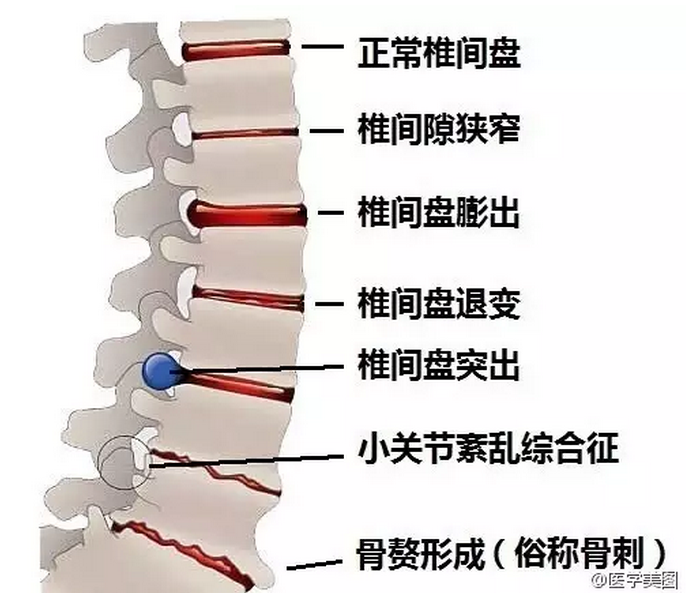 正常椎间盘
椎间隙狭窄
椎间盘膨出
椎间盘退变
椎间盘突出
小关节紊乱综合征
骨赘形成（俗称骨刺）
@医学美图